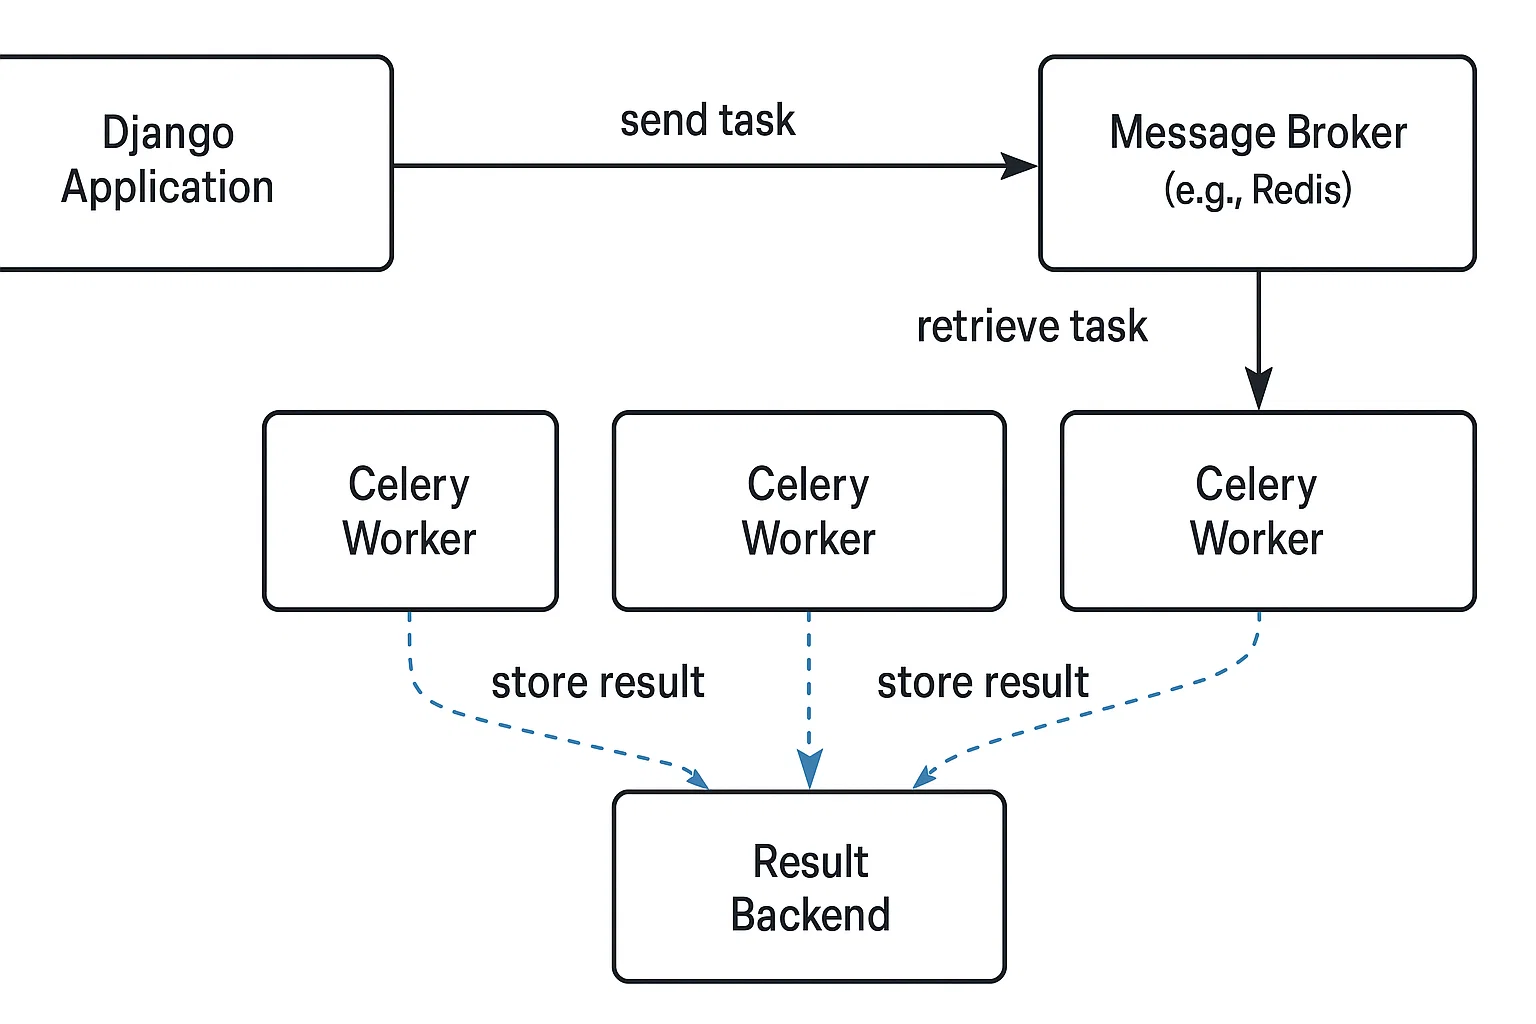 Django
Application
send task
Message Broker
(e.g., Redis)
retrieve task
Celery
Worker
Celery
Worker
Celery
Worker
store result
store result
Result
Backend